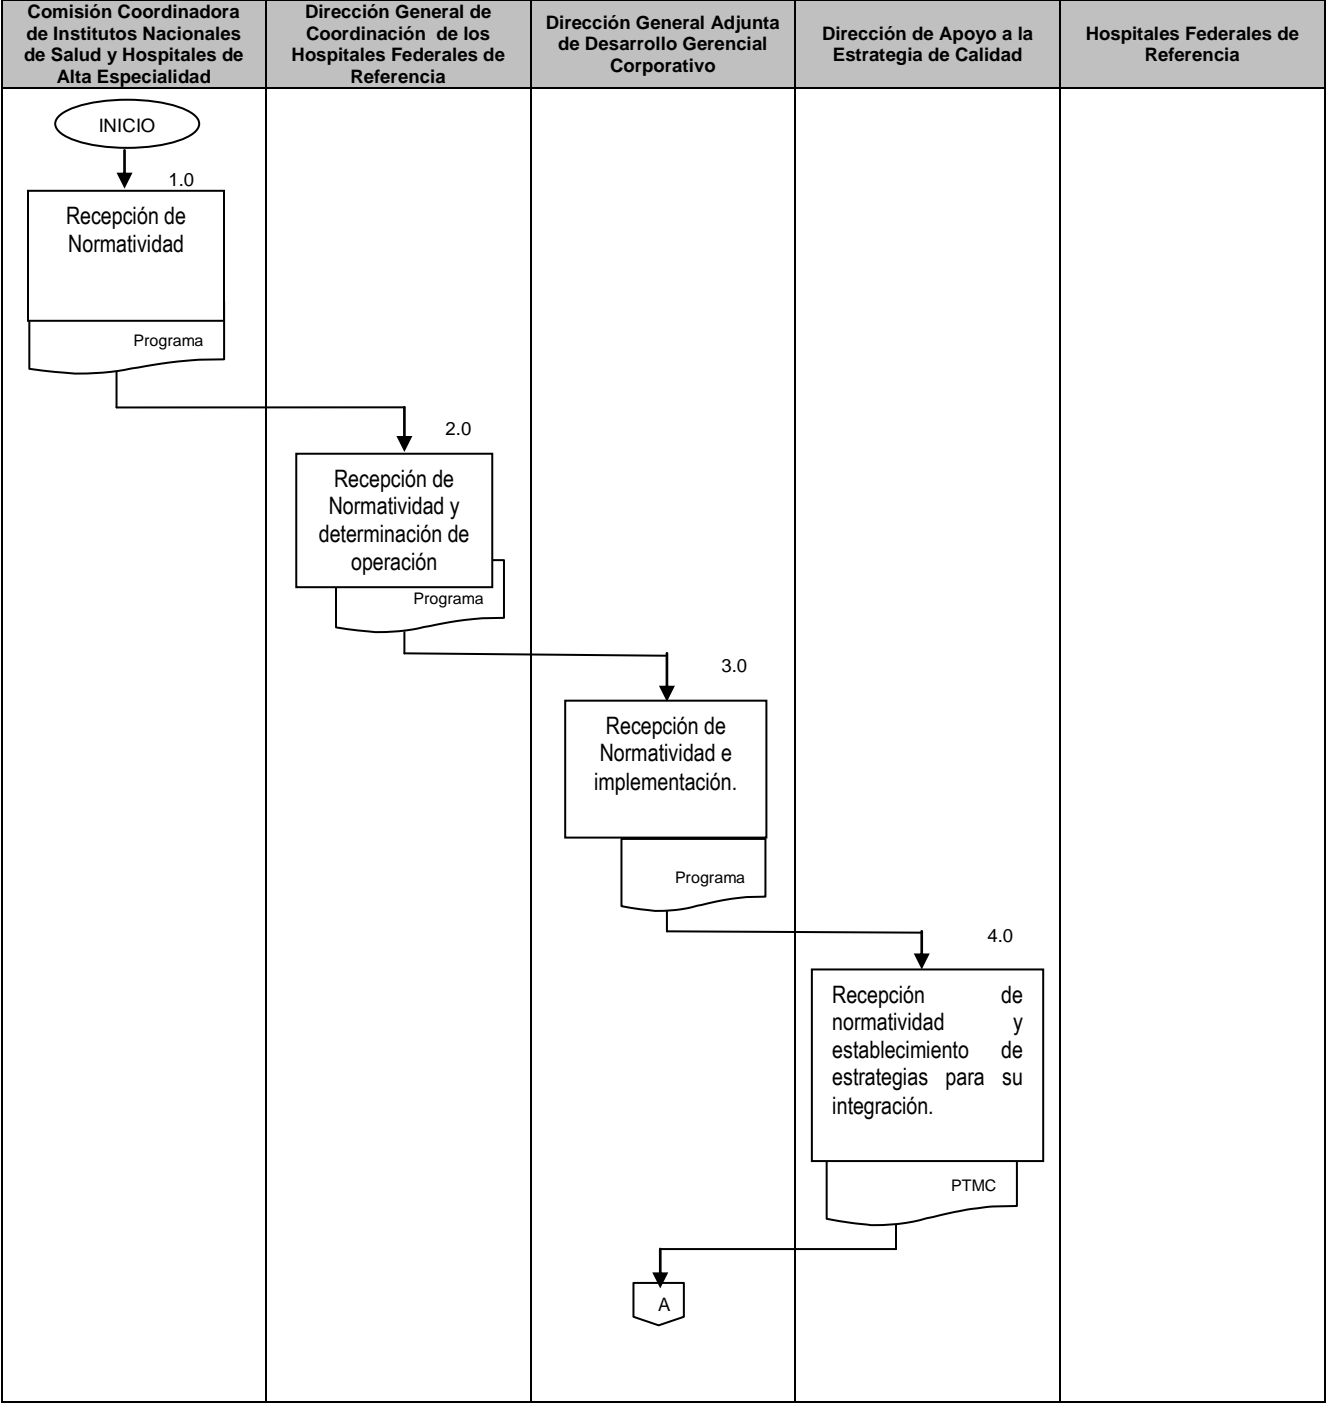 Comisión Coordinadora
de Institutos Nacionales
de Salud y Hospitales de
Alta Especialidad
Dirección General de
Coordinación de los
Hospitales Federales de
Referencia
Dirección General Adjunta
de Desarrollo Gerencial
Corporativo
Dirección de Apoyo a la
Estrategia de Calidad
Hospitales Federales de
Referencia
INICIO
1.0
Recepción de
Normatividad
Programa
2.0
Recepción de
Normatividad y
determinación de
operación
Programa
3.0
Recepción de
Normatividad e
implementación.
Programa
4.0
Recepción de
normatividad y
establecimiento de
estrategias para su
integración.
PTMC
A